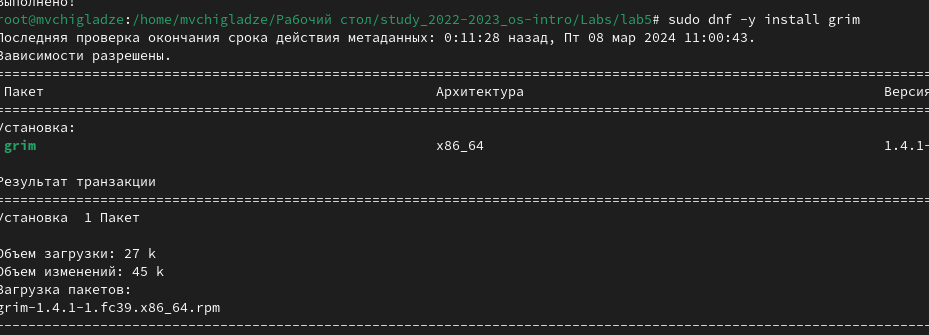 Выполнено!
root@mvchigladze:/home/mvchigladze/Рабочий стол/study_2022-2023_os-intro/Labs/lab5# sudo dnf -y install grim
Последняя проверка окончания срока действия метаданных: 0:11:28 назад, Пт 08 мар 2024 11:00:43.
Зависимости разрешены.
Пакет Архитектура Версия
Установка:
grim x86_64 1.4.1-
Результат транзакции
Установка 1 Пакет
Объем загрузки: 27 k
Объем изменений: 45 k
Загрузка пакетов:
grim-1.4.1-1.fc39.x86_64.rpm